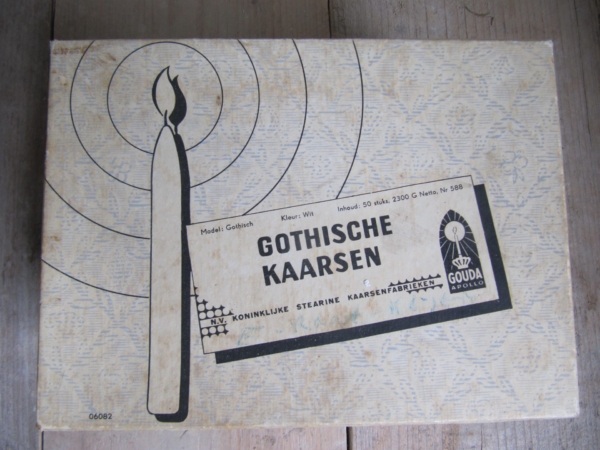 Model: Gothisch Kleur: Wit Inhoud: 50 stuks, 2300 G Netto, Nr 588
GOTHISCHE
KAARSEN
GOUDA
APOLLO
N.V. KONINKLIJKE STEARINE KAARSENFABRIEKEN
06082